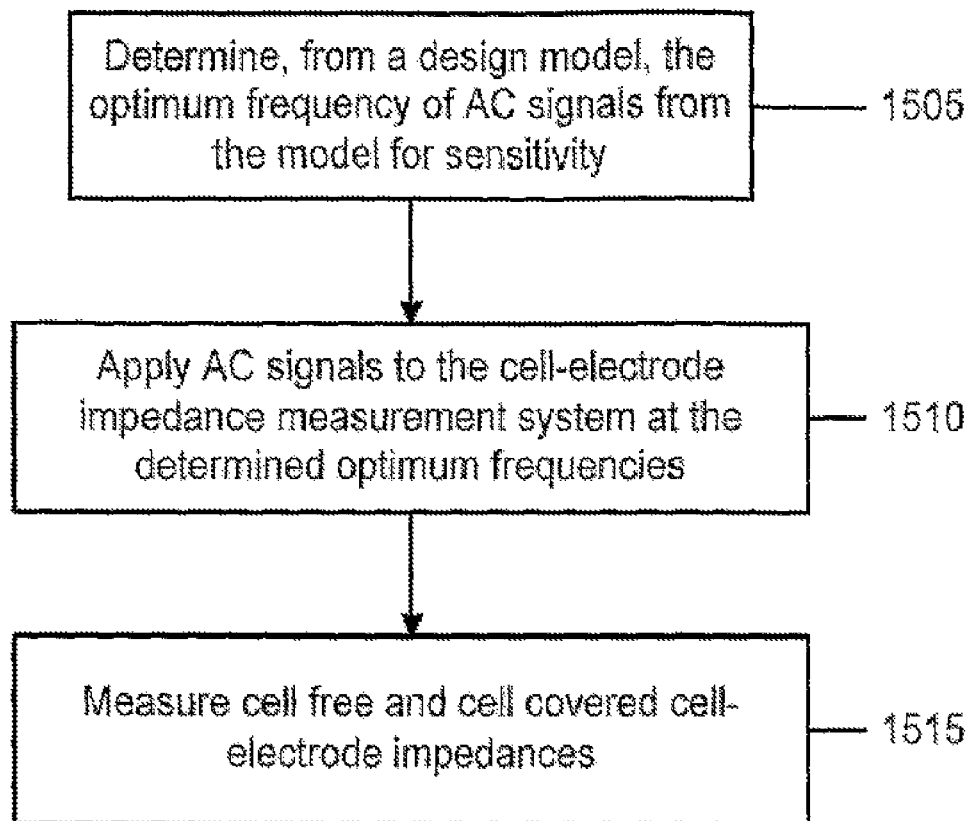 Determine, from a design model, the
optimum frequency of AC signals from
the model for sensitivity
1505
Apply AC signals to the cell-electrode
impedance measurement system at the
determined optimum frequencies
1510
Measure cell free and cell covered cell-
electrode impedances
1515